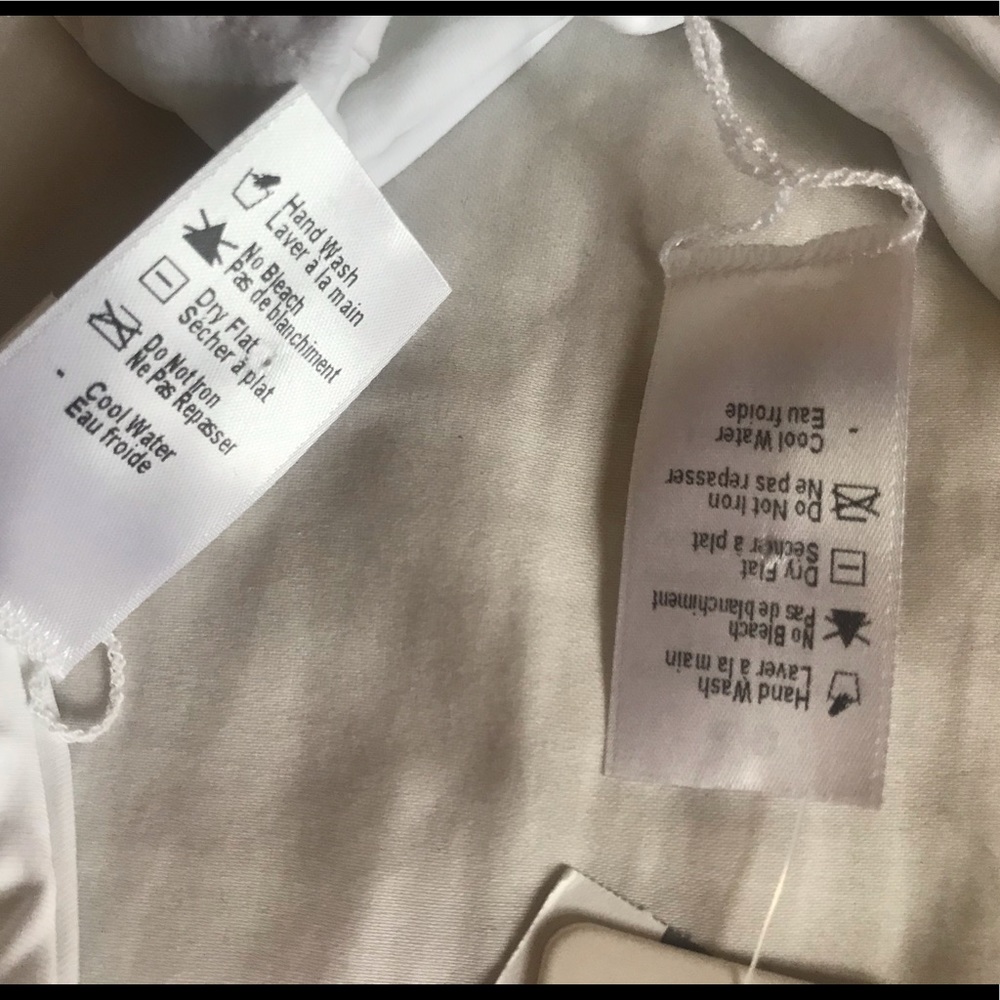 Hand Wash
Laver à la main
No Bleach
Pas de blanchiment
Dry Flat
Sécher à plat
Do Not Iron
Ne Pas Repasser
- Cool Water
Eau froide
Hand Wash
Laver à la main
No Bleach
Pas de blanchiment
Dry Flat
Sécher à plat
Do Not Iron
Ne pas repasser
- Cool Water
Eau froide